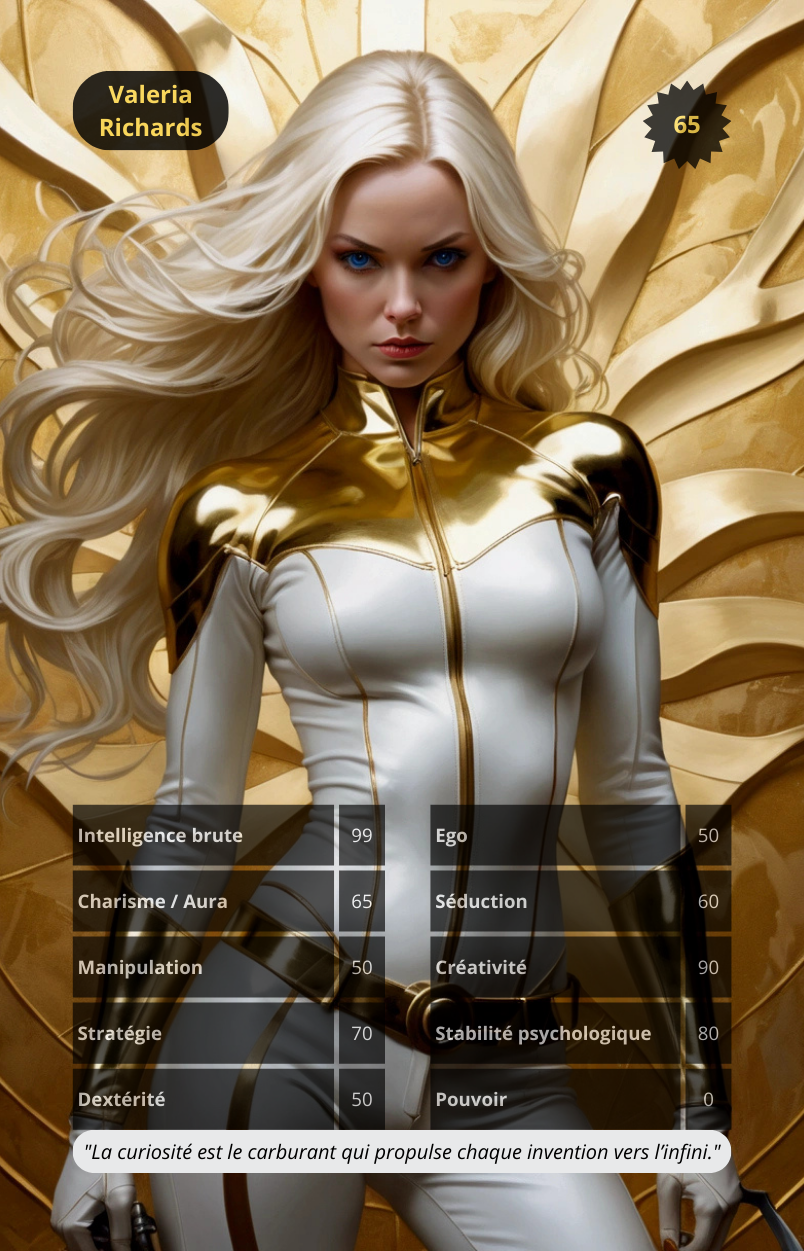 Valeria
Richards
65
Intelligence brute 99
Ego 50
Charisme / Aura 65
Séduction 60
Manipulation 50
Créativité 90
Stratégie 70
Stabilité psychologique 80
Dextérité 50
Pouvoir 0
"La curiosité est le carburant qui propulse chaque invention vers l’infini."